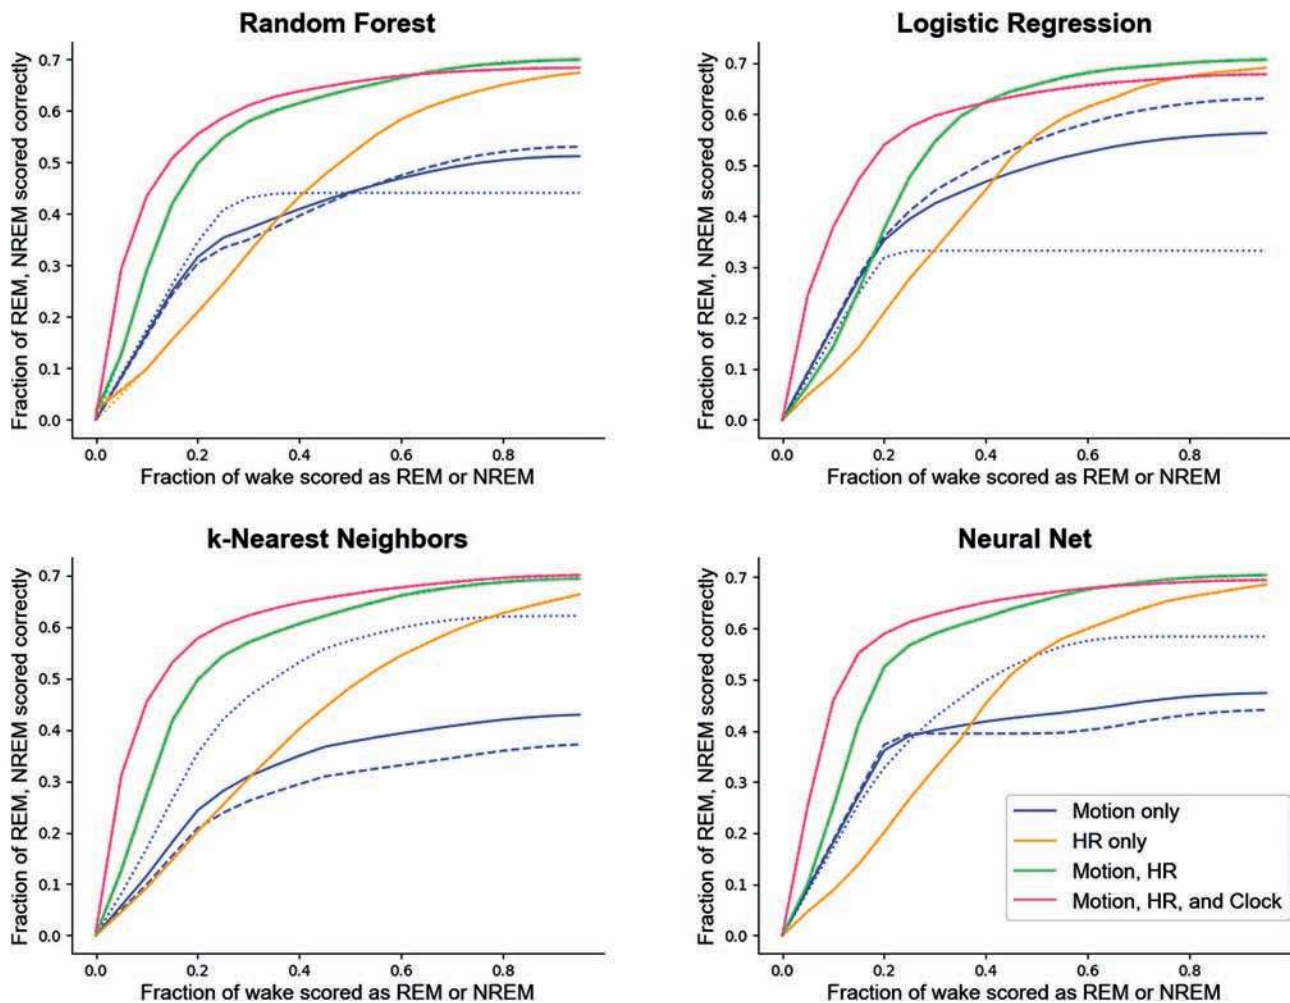 Random Forest
Fraction of REM, NREM scored correctly
0.7
0.6
0.5
0.4
0.3
0.2
0.1
0.0
0.0 0.2 0.4 0.6 0.8
Fraction of wake scored as REM or NREM
Logistic Regression
Fraction of REM, NREM scored correctly
0.7
0.6
0.5
0.4
0.3
0.2
0.1
0.0
0.0 0.2 0.4 0.6 0.8
Fraction of wake scored as REM or NREM
k-Nearest Neighbors
Fraction of REM, NREM scored correctly
0.7
0.6
0.5
0.4
0.3
0.2
0.1
0.0
0.0 0.2 0.4 0.6 0.8
Fraction of wake scored as REM or NREM
Neural Net
Fraction of REM, NREM scored correctly
0.7
0.6
0.5
0.4
0.3
0.2
0.1
0.0
0.0 0.2 0.4 0.6 0.8
Fraction of wake scored as REM or NREM
Motion only
HR only
Motion, HR
Motion, HR, and Clock